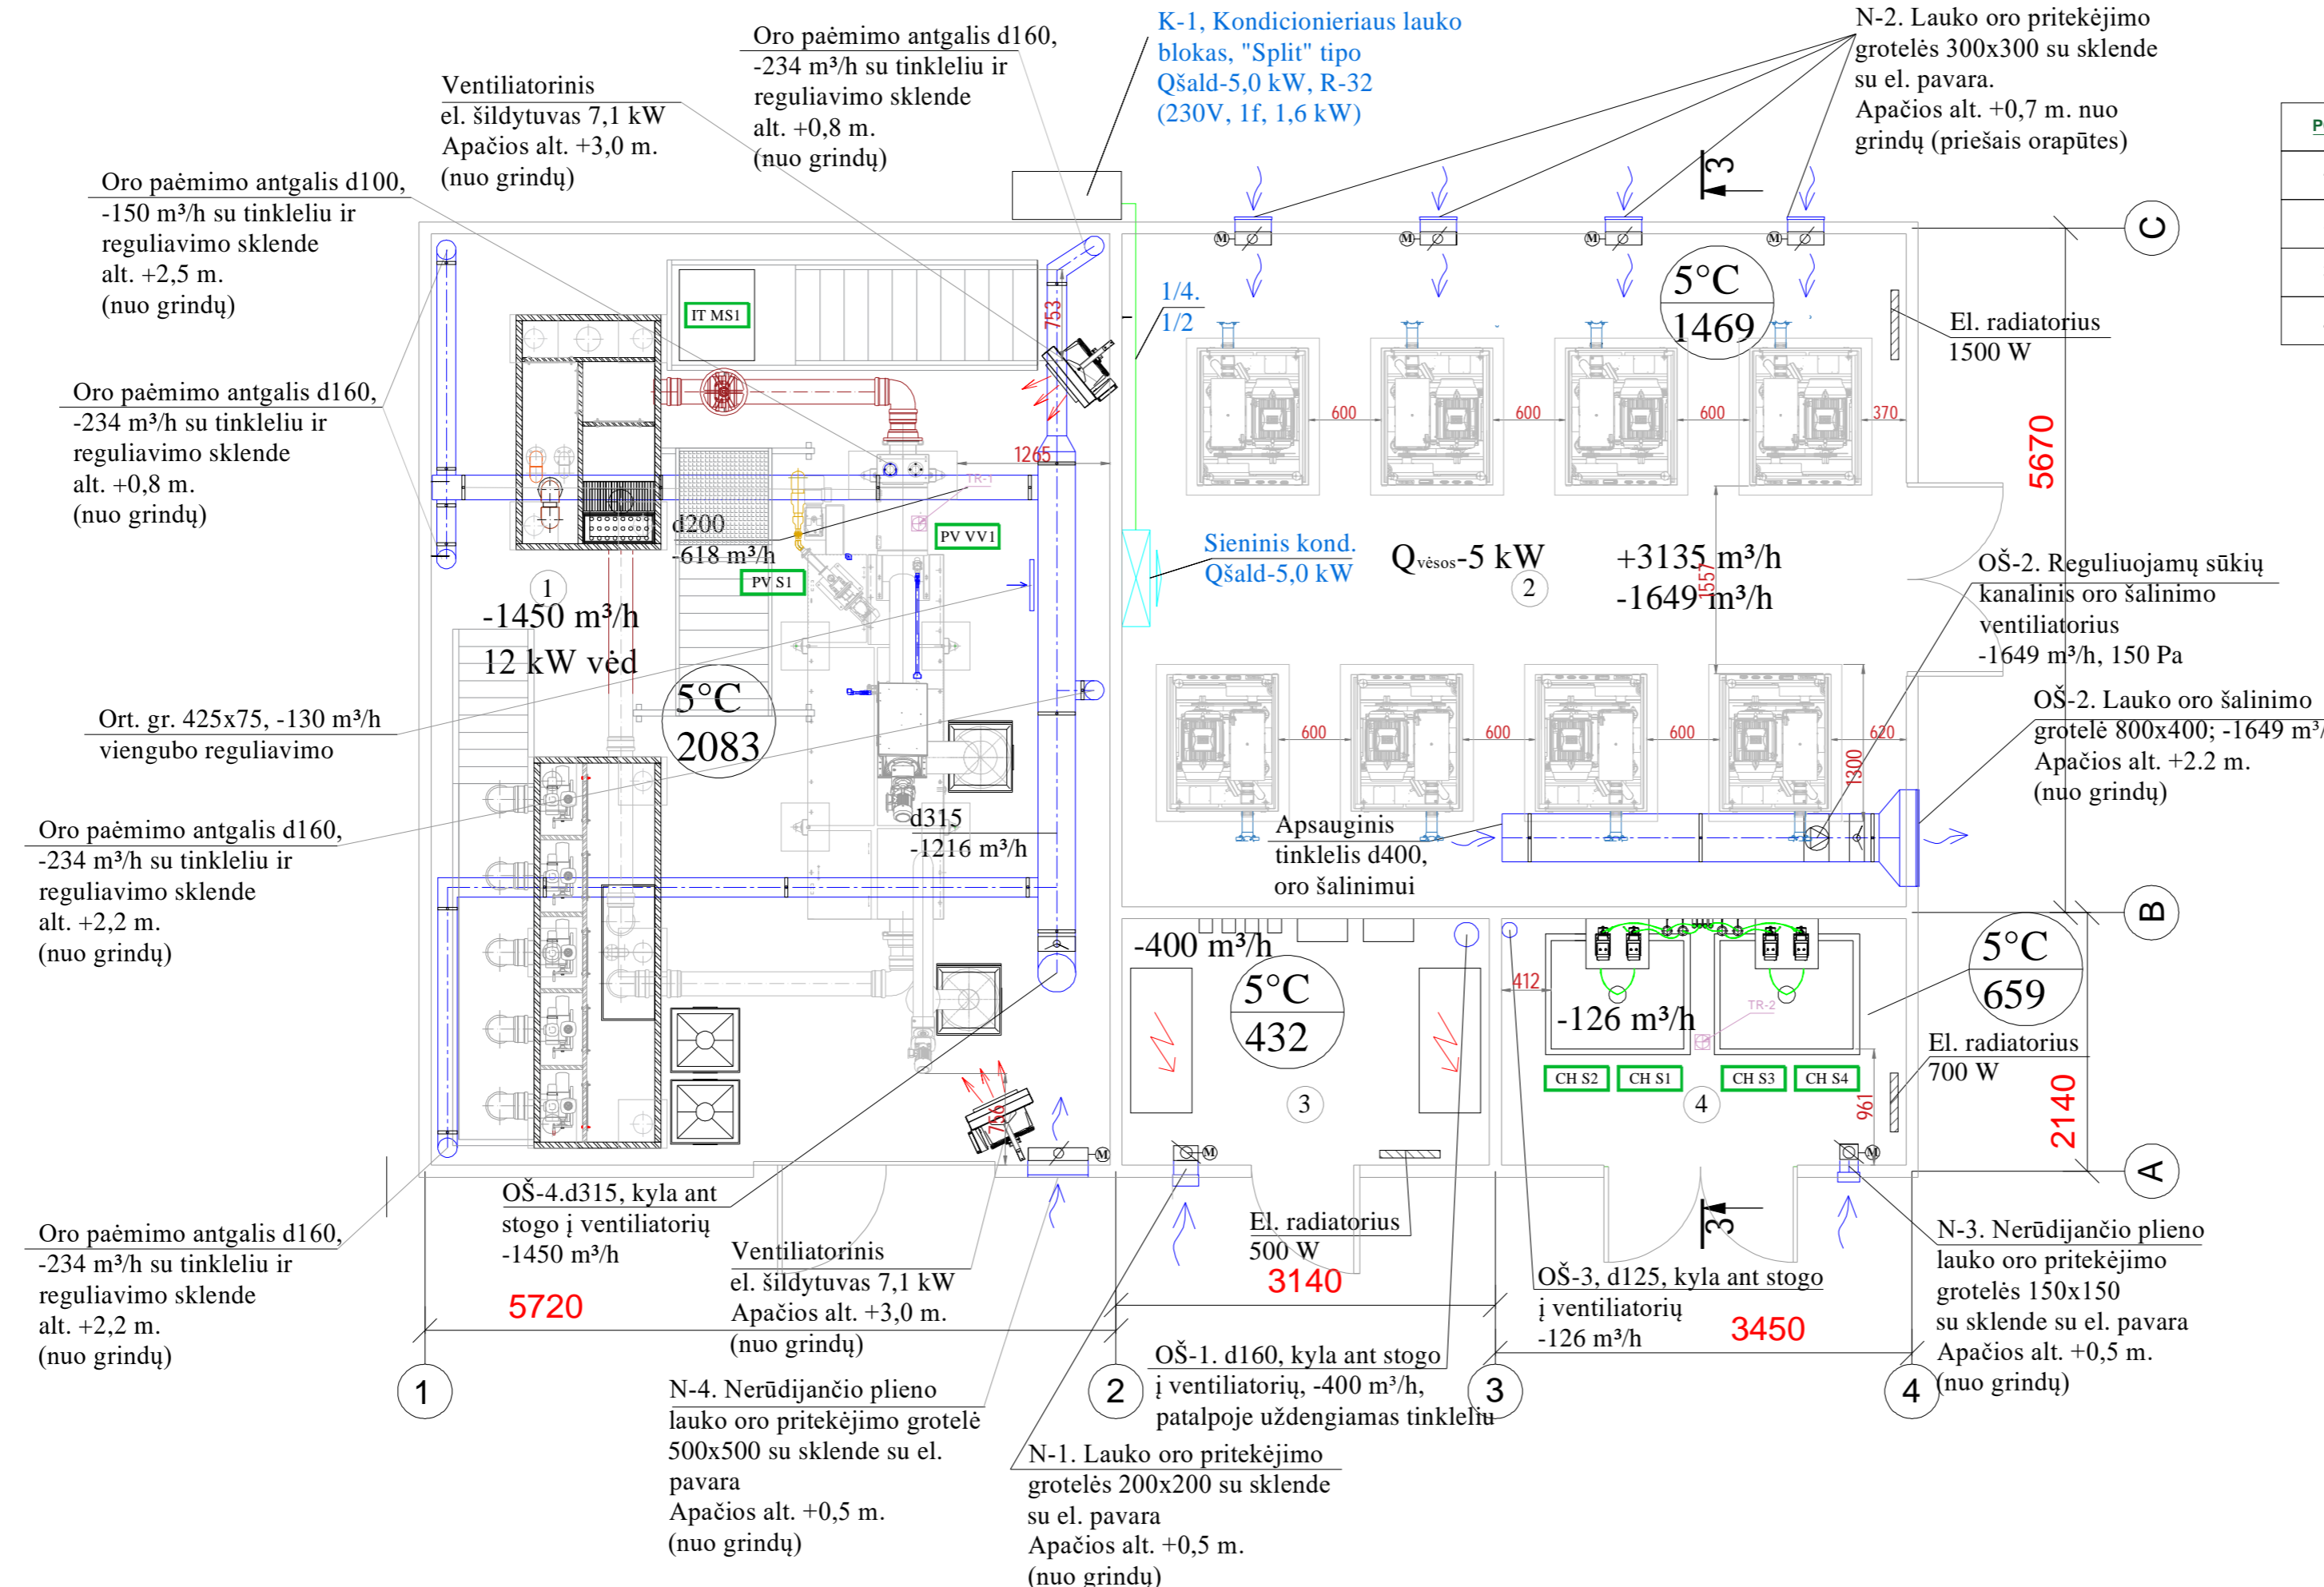 Oro paėmimo antgalis d160,
-234 m³/h su tinkleliu ir
reguliavimo sklende
alt. +0,8 m.
(nuo grindų)
K-1, Kondicionieriaus lauko
blokas, "Split" tipo
Qšald-5,0 kW, R-32
(230V, 1f, 1,6 kW)
N-2. Lauko oro pritekėjimo
grotelės 300x300 su sklende
su el. pavara.
Apačios alt. +0,7 m. nuo
grindų (priešais orapūtes)
Ventiliatorinis
el. šildytuvas 7,1 kW
Apačios alt. +3,0 m.
(nuo grindų)
Oro paėmimo antgalis d100,
-150 m³/h su tinkleliu ir
reguliavimo sklende
alt. +2,5 m.
(nuo grindų)
3
C
M
M
M
M
IT MS1
753
1/4.
1/2
5°C
1469
El. radiatorius
1500 W
Oro paėmimo antgalis d160,
-234 m³/h su tinkleliu ir
reguliavimo sklende
alt. +0,8 m.
(nuo grindų)
600
600
600
370
5670
1265
TR-1
d200
-618 m³/h
PV VV1
PV S1
Sieninis kond.
Qšald-5,0 kW
Qvėsos-5 kW
2
+3135 m³/h
-1649 m³/h
1557
OŠ-2. Reguliuojamų sūkių
kanalinis oro šalinimo
ventiliatorius
-1649 m³/h, 150 Pa
1
-1450 m³/h
12 kW vėd
5°C
2083
Ort. gr. 425x75, -130 m³/h
viengubo reguliavimo
OŠ-2. Lauko oro šalinimo
grotelė 800x400; -1649 m³/
Apačios alt. +2.2 m.
(nuo grindų)
600
600
600
620
1300
Oro paėmimo antgalis d160,
-234 m³/h su tinkleliu ir
reguliavimo sklende
alt. +2,2 m.
(nuo grindų)
d315
-1216 m³/h
Apsauginis
tinklelis d400,
oro šalinimui
B
-400 m³/h
5°C
432
3
412
-126 m³/h
TR-2
5°C
659
El. radiatorius
700 W
CH S2
CH S1
CH S3
CH S4
4
961
2140
756
M
M
M
A
Oro paėmimo antgalis d160,
-234 m³/h su tinkleliu ir
reguliavimo sklende
alt. +2,2 m.
(nuo grindų)
OŠ-4.d315, kyla ant
stogo į ventiliatorių
-1450 m³/h
5720
Ventiliatorinis
el. šildytuvas 7,1 kW
Apačios alt. +3,0 m.
(nuo grindų)
El. radiatorius
500 W
3140
3
OŠ-3, d125, kyla ant stogo
į ventiliatorių
-126 m³/h
3450
N-3. Nerūdijančio plieno
lauko oro pritekėjimo
grotelės 150x150
su sklende su el. pavara
Apačios alt. +0,5 m.
(nuo grindų)
OŠ-1. d160, kyla ant stogo
į ventiliatorių, -400 m³/h,
patalpoje uždengiamas tinkleliu
1
2
3
4
N-4. Nerūdijančio plieno
lauko oro pritekėjimo grotelė
500x500 su sklende su el.
pavara
Apačios alt. +0,5 m.
(nuo grindų)
N-1. Lauko oro pritekėjimo
grotelės 200x200 su sklende
su el. pavara
Apačios alt. +0,5 m.
(nuo grindų)